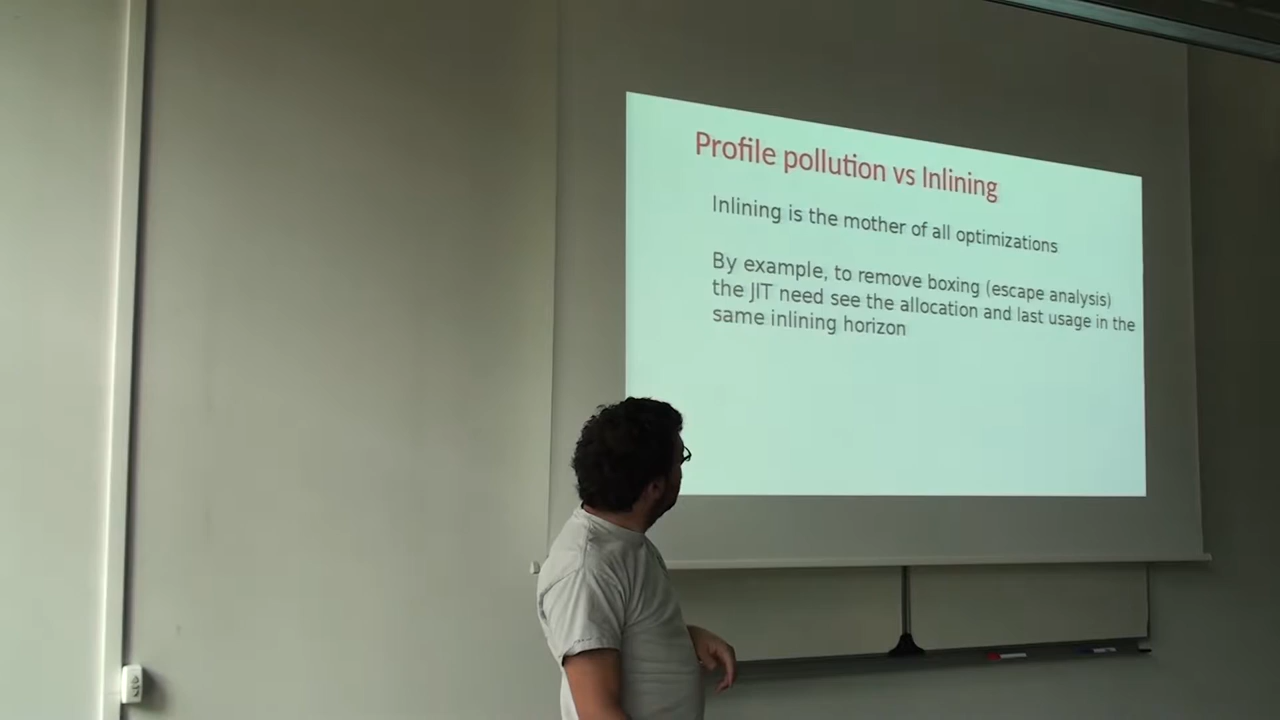 Profile pollution vs Inlining
Inlining is the mother of all optimizations
By example, to remove boxing (escape analysis)
the JIT need see the allocation and last usage in the
same inlining horizon